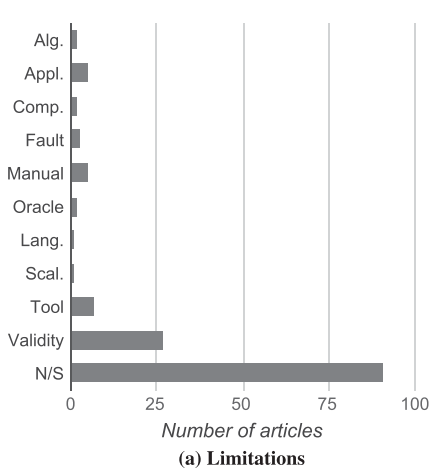 Alg.
Appl.
Comp.
Fault
Manual
Oracle
Lang.
Scal.
Tool
Validity
N/S
0 25 50 75 100
Number of articles
(a) Limitations